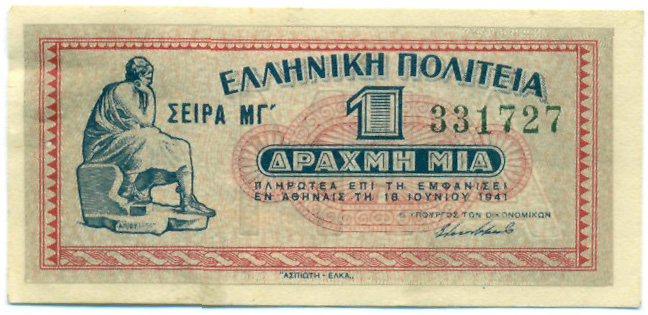 ΕΛΛΗΝΙΚΗ ΠΟΛΙΤΕΙΑ
ΣΕΙΡΑ ΜΓ′
1 331727
ΔΡΑΧΜΗ ΜΙΑ
ΠΛΗΡΩΤΕΑ ΕΠΙ ΤΗ ΕΜΦΑΝΙΣΕΙ
ΕΝ ΑΘΗΝΑΙΣ ΤΗ 18 ΙΟΥΝΙΟΥ 1941
Ο ΥΠΟΥΡΓΟΣ ΤΩΝ ΟΙΚΟΝΟΜΙΚΩΝ
"ΑΣΠΙΩΤΗ - ΕΛΚΑ„